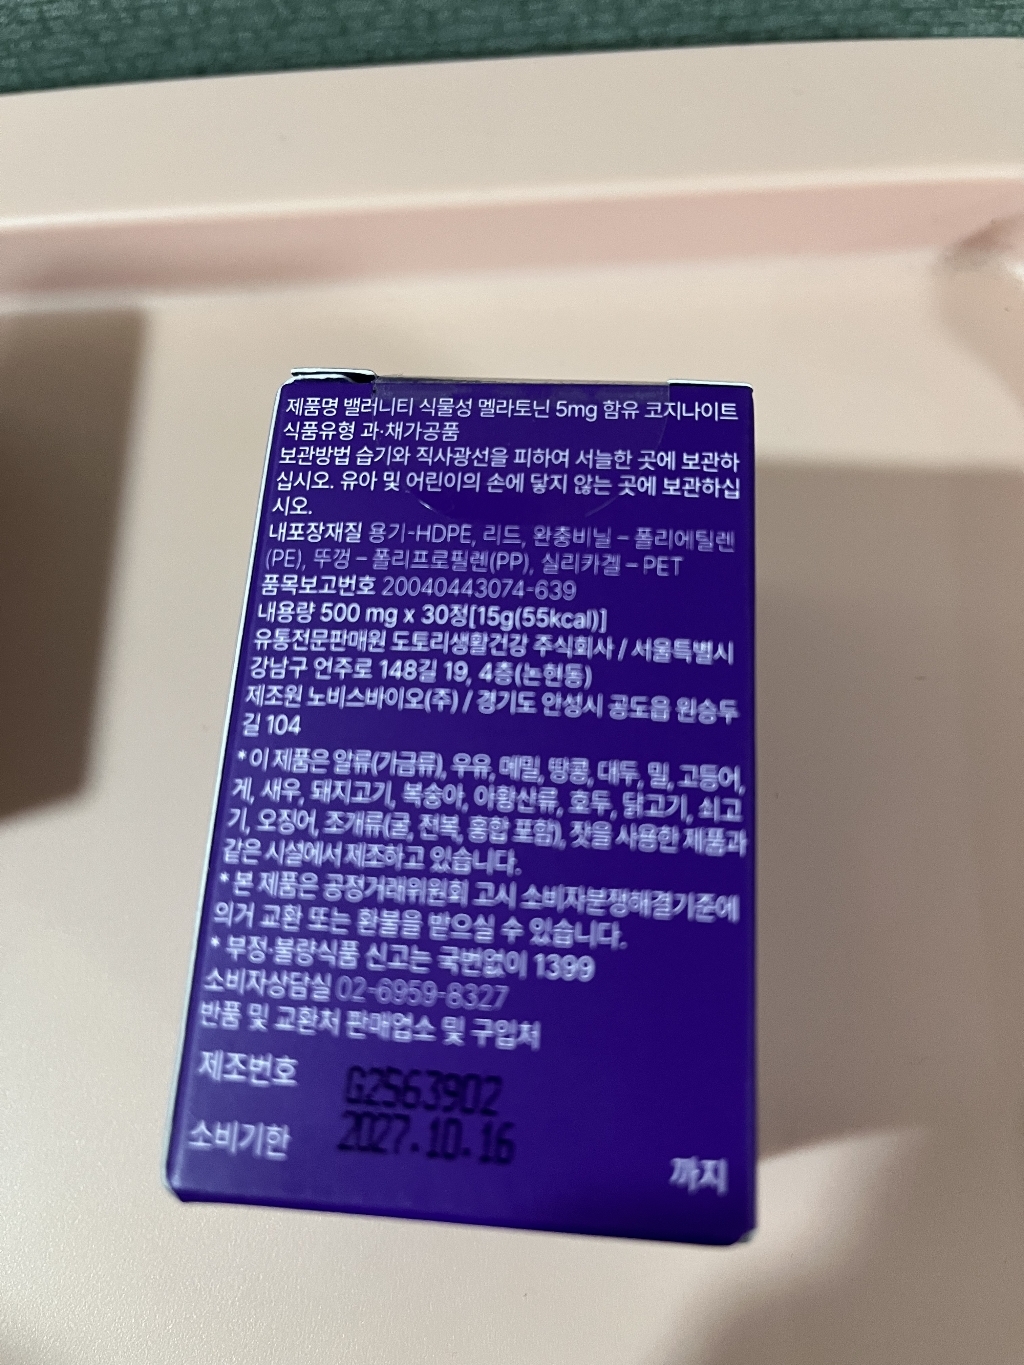 제품명 밸러니티 식물성 멜라토닌 5mg 함유 코지나이트
식품유형 과·채가공품
보관방법 습기와 직사광선을 피하여 서늘한 곳에 보관하
십시오. 유아 및 어린이의 손에 닿지 않는 곳에 보관하십
시오.
내포장재질 용기-HDPE, 리드, 완충비닐 – 폴리에틸렌
(PE), 뚜껑 – 폴리프로필렌(PP), 실리카겔 – PET
품목보고번호 20040443074-639
내용량 500 mg x 30정[15g(55kcal)]
유통전문판매원 도토리생활건강 주식회사 / 서울특별시
강남구 언주로 148길 19, 4층(논현동)
제조원 노비스바이오(주) / 경기도 안성시 공도읍 원승두
길 104
* 이 제품은 알류(가금류), 우유, 메밀, 땅콩, 대두, 밀, 고등어,
게, 새우, 돼지고기, 복숭아, 아황산류, 호두, 닭고기, 쇠고
기, 오징어, 조개류(굴, 전복, 홍합 포함), 잣을 사용한 제품과
같은 시설에서 제조하고 있습니다.
* 본 제품은 공정거래위원회 고시 소비자분쟁해결기준에
의거 교환 또는 환불을 받으실 수 있습니다.
* 부정·불량식품 신고는 국번없이 1399
소비자상담실 02-6959-8327
반품 및 교환처 판매업소 및 구입처
제조번호 G2563902
소비기한 2027.10.16 까지